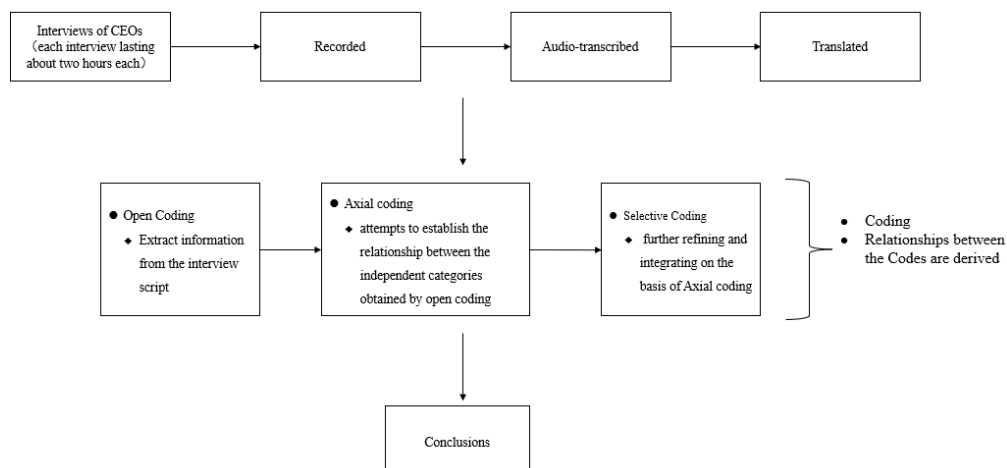 Interviews of CEOs
（each interview lasting
about two hours each）
Recorded
Audio-transcribed
Translated
● Open Coding
◆ Extract information
from the interview
script
● Axial coding
◆ attempts to establish the
relationship between the
independent categories
obtained by open coding
● Selective Coding
◆ further refining and
integrating on the
basis of Axial coding
● Coding
● Relationships between
the Codes are derived
Conclusions